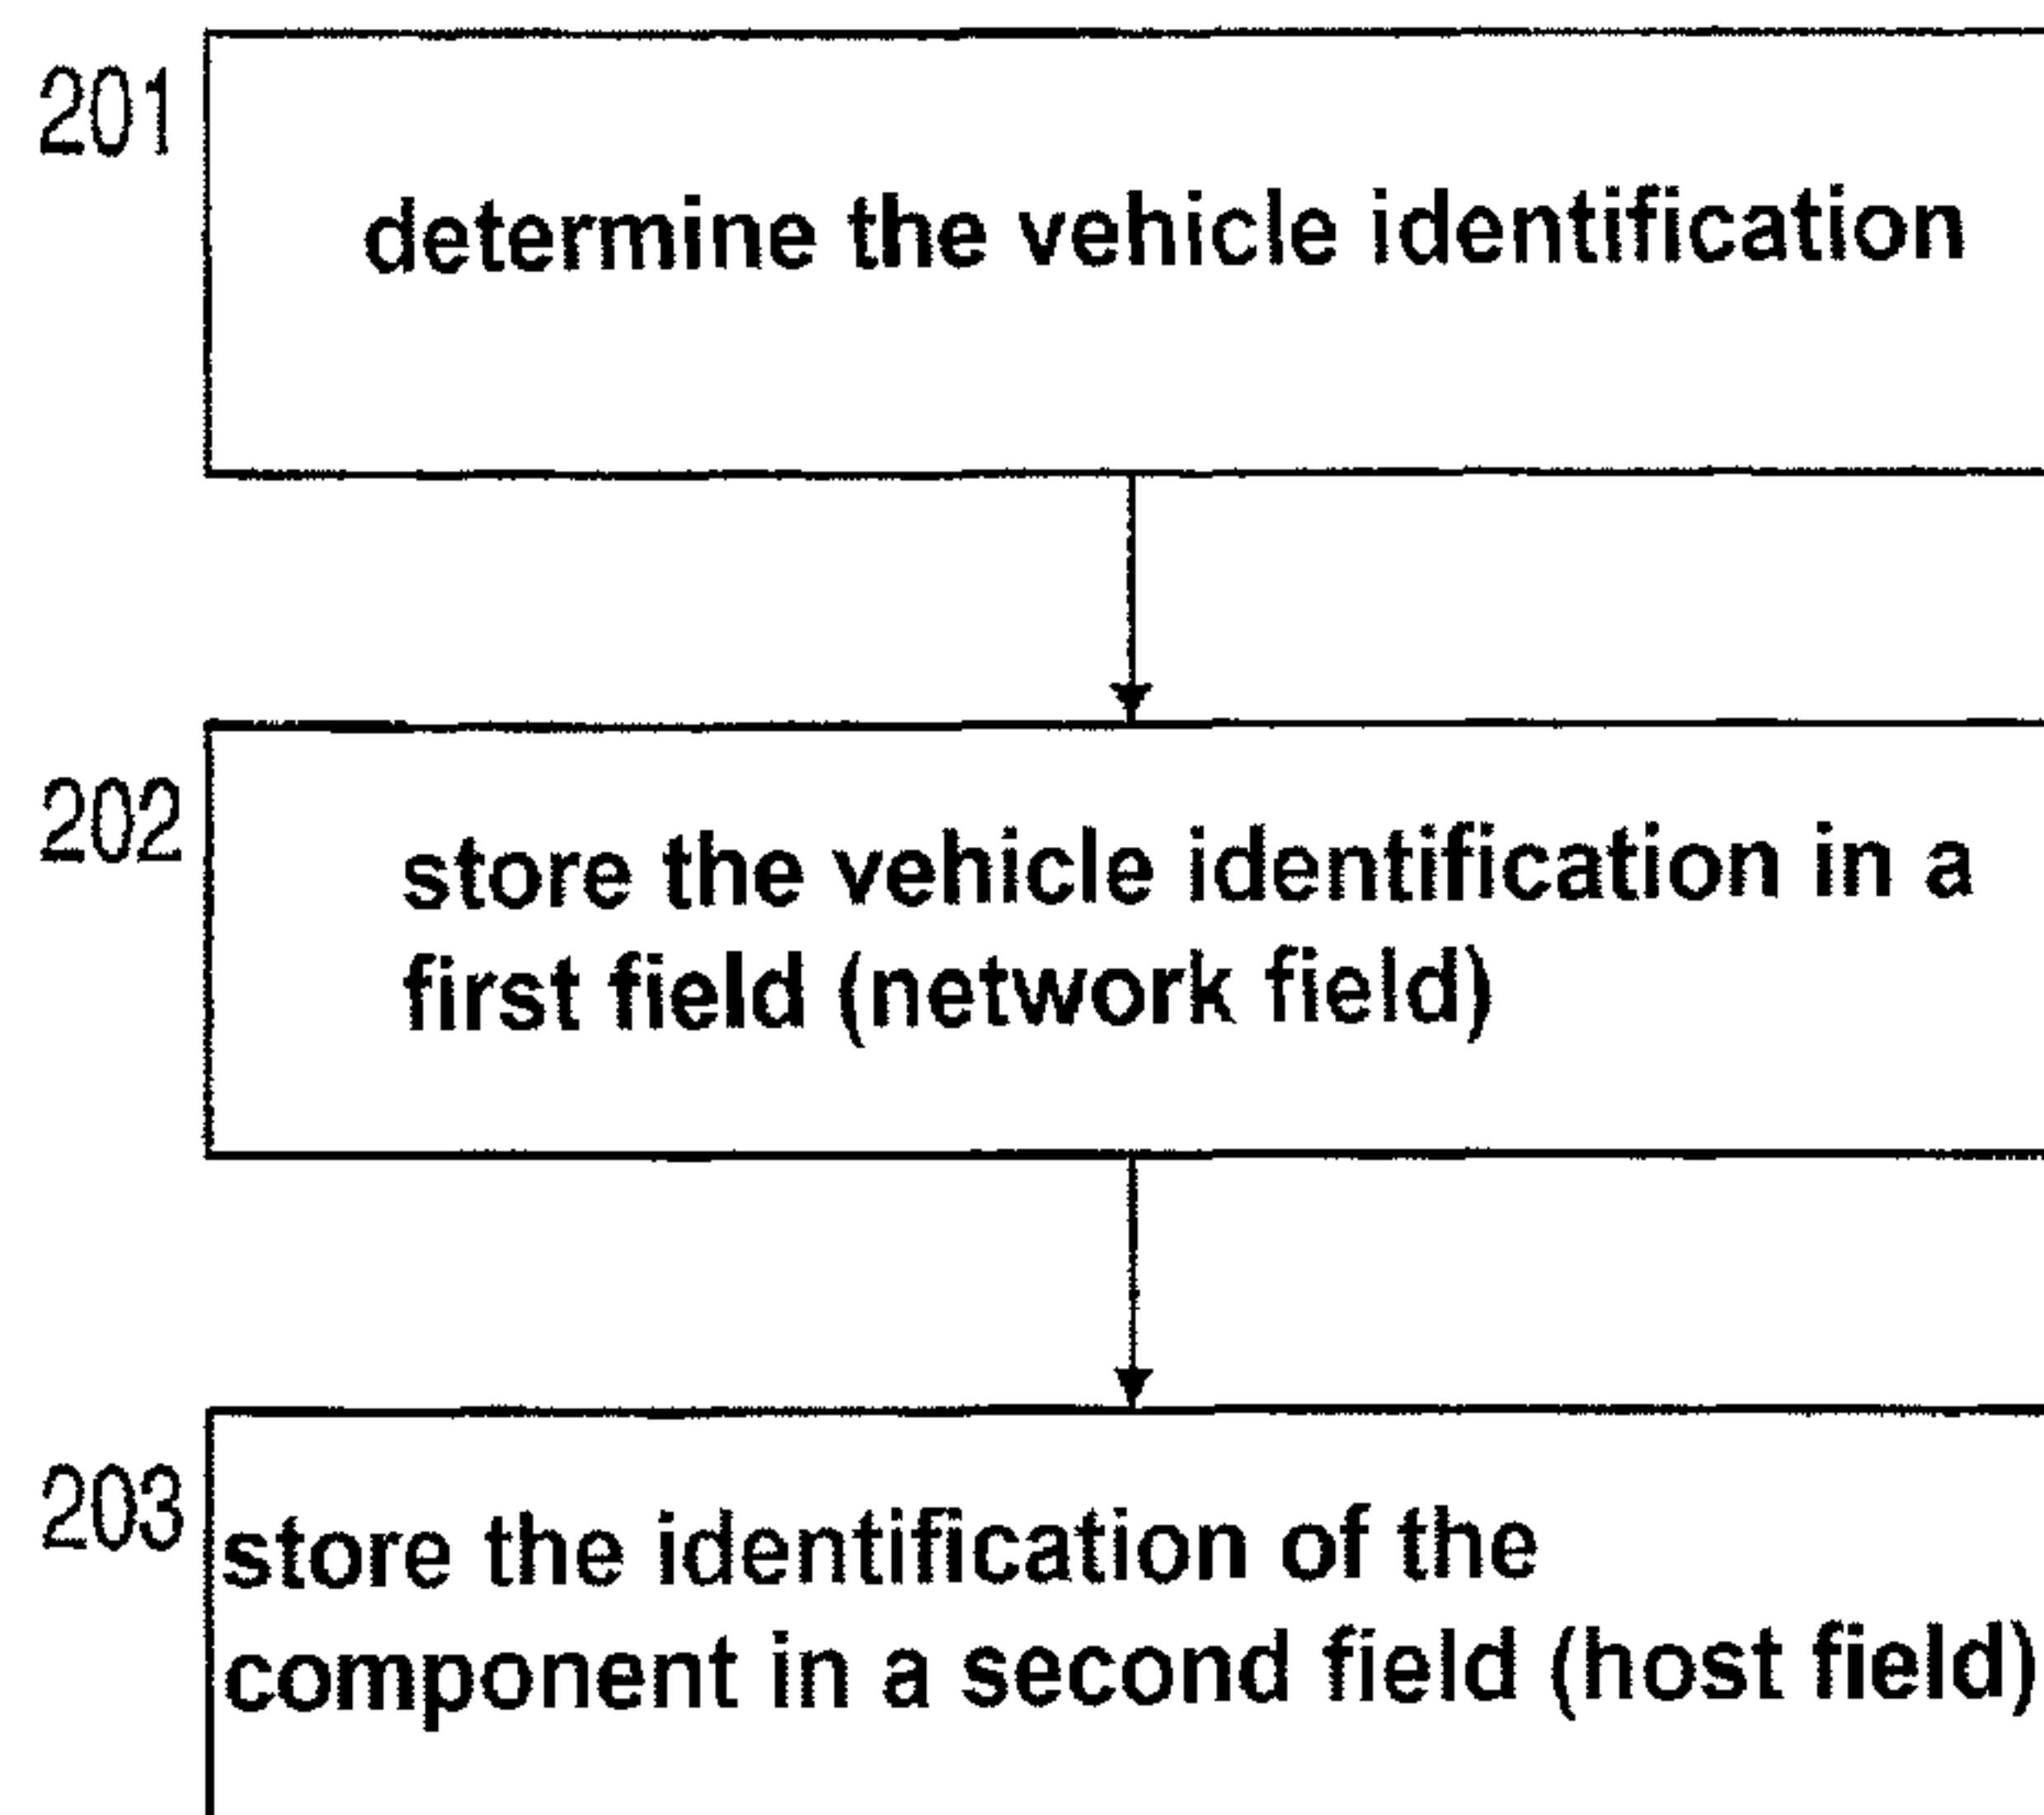 201
determine the vehicle identification
202
store the vehicle identification in a
first field (network field)
203
store the identification of the
component in a second field (host field)